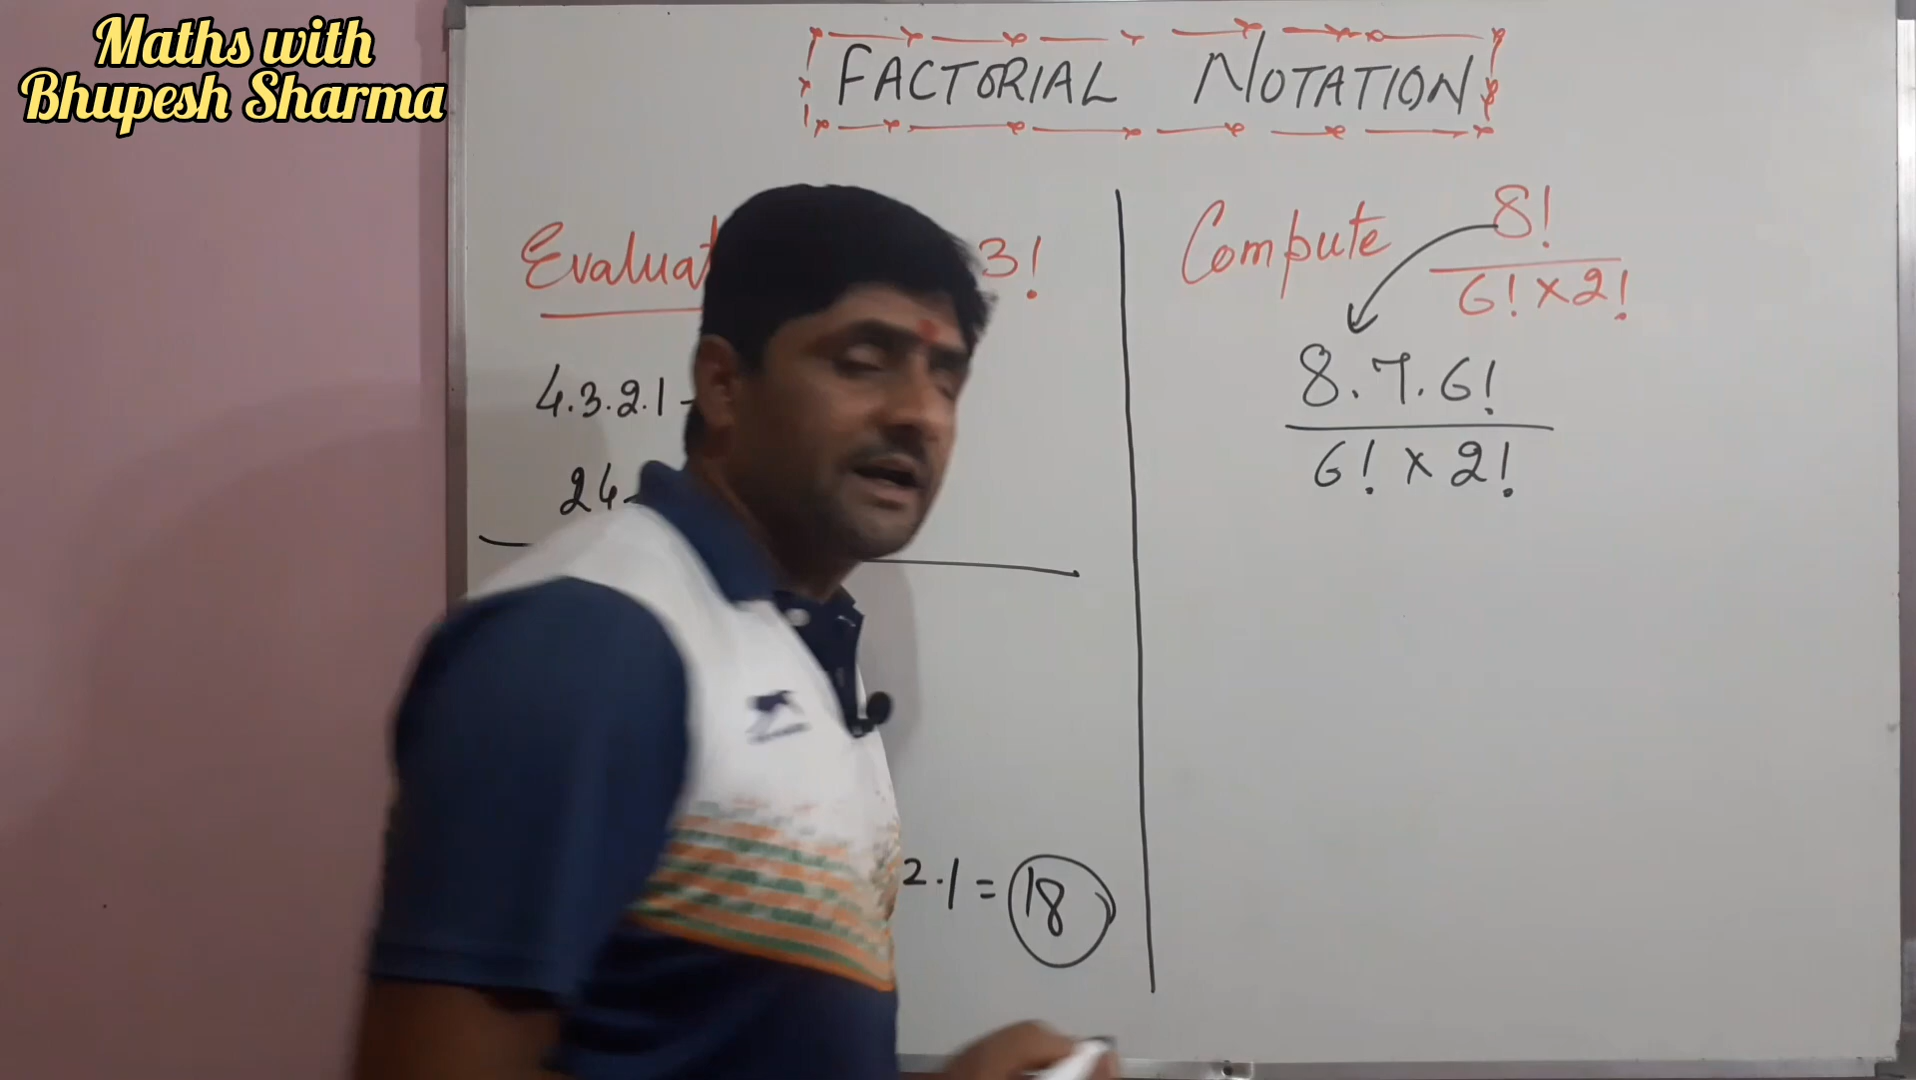 Maths with
Bhupesh Sharma
FACTORIAL NOTATION
3!
4.3.2.1 -
24-
2.1 = 18
Compute 8!
6! × 2!
8.7.6!
6! × 2!